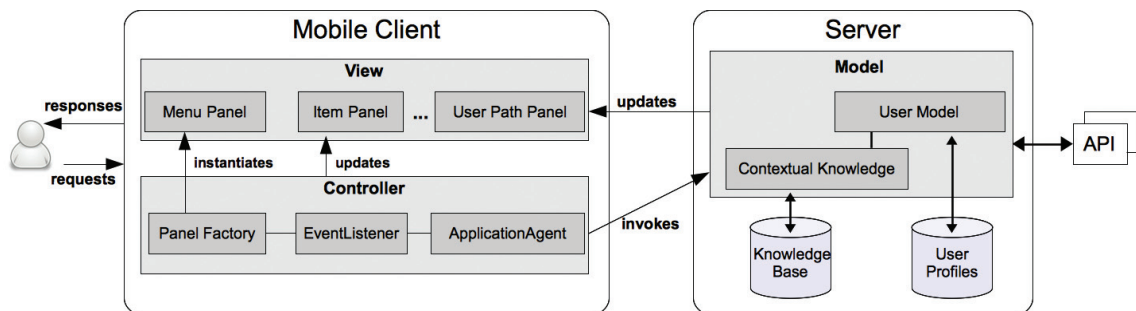 Mobile Client
Server
View
Model
responses
Menu Panel
Item Panel
...
User Path Panel
updates
User Model
instantiates
updates
API
requests
Contextual Knowledge
Controller
Panel Factory
EventListener
ApplicationAgent
invokes
Knowledge
Base
User
Profiles